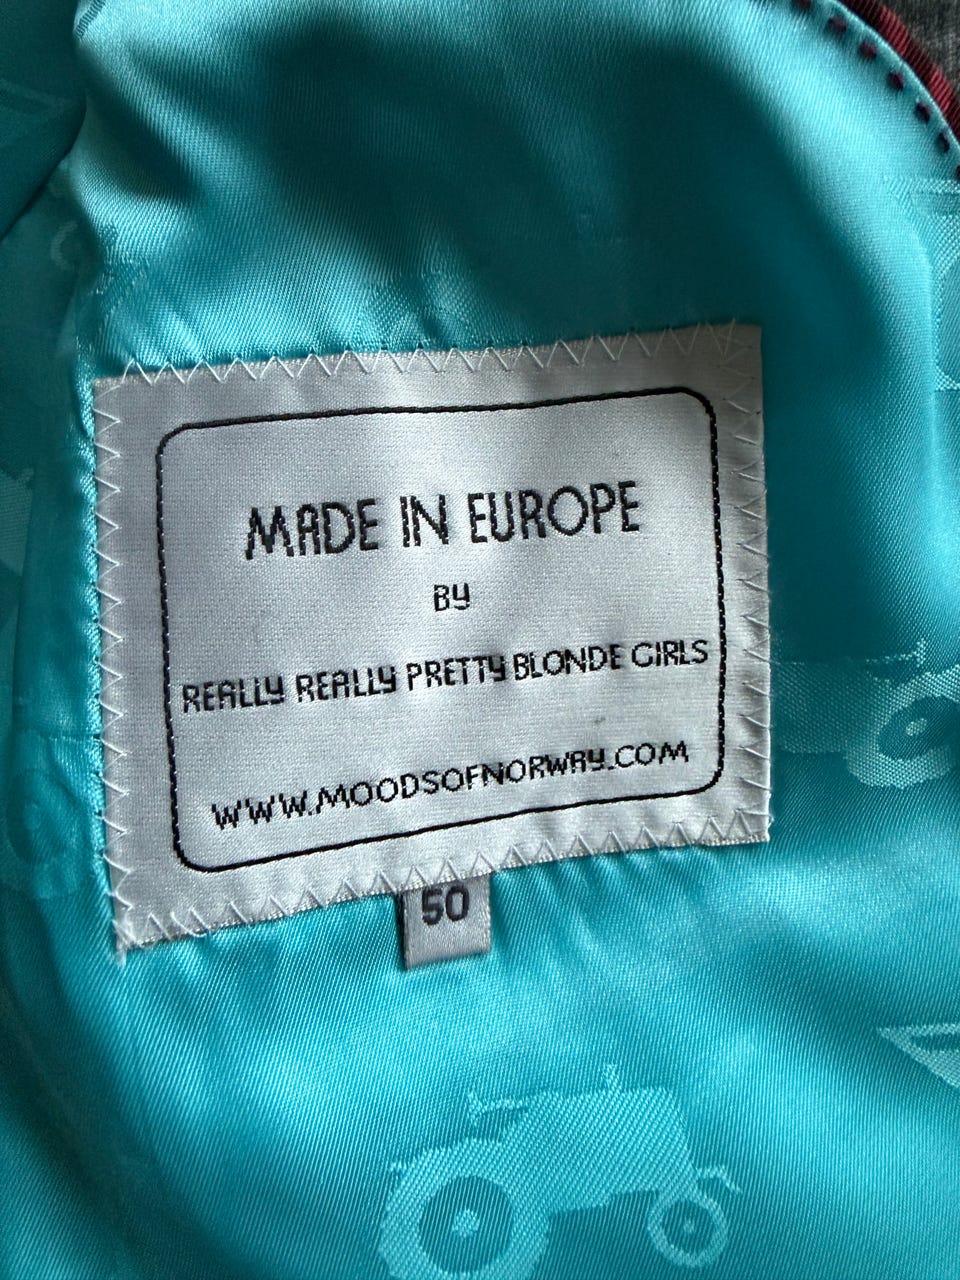 MADE IN EUROPE
BY
REALLY REALLY PRETTY BLONDE GIRLS
WWW.MOODSOFNORWAY.COM
50